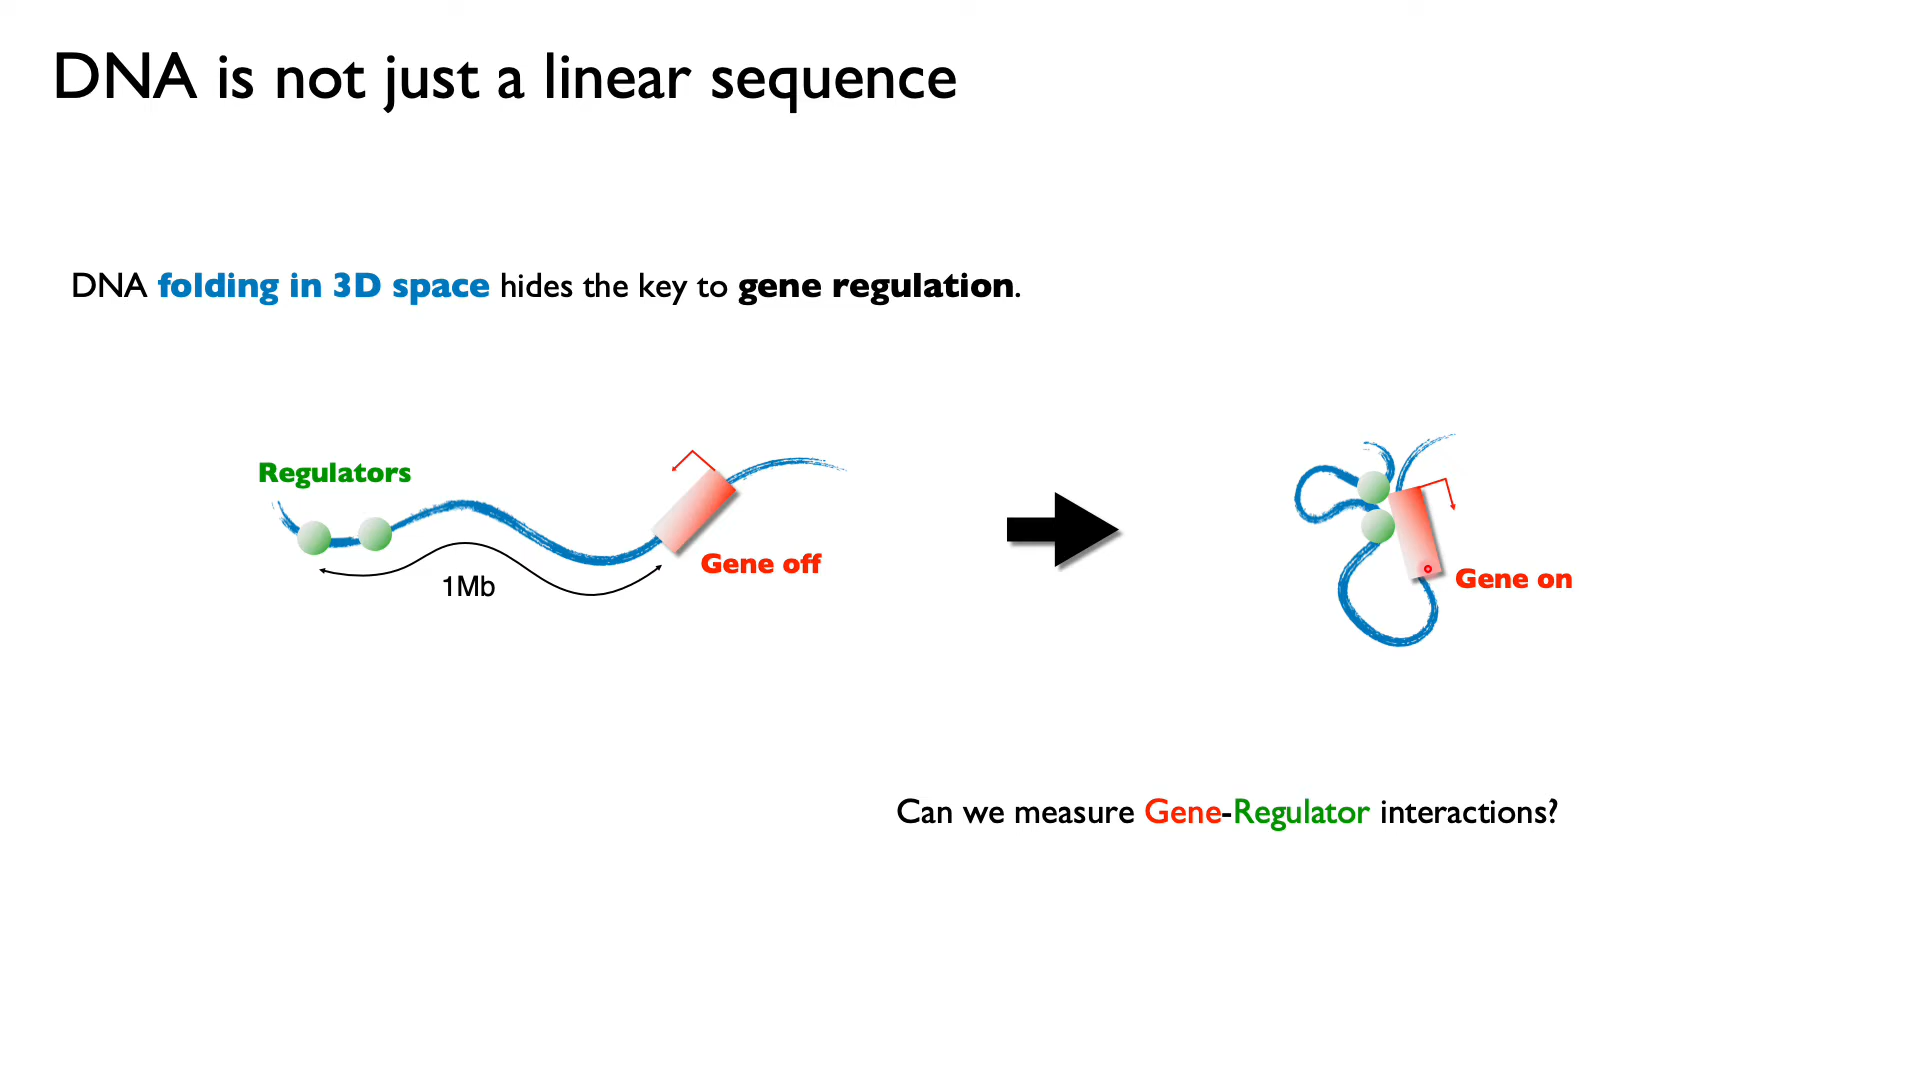 DNA is not just a linear sequence
DNA folding in 3D space hides the key to gene regulation.
Regulators
1Mb
Gene off
Gene on
Can we measure Gene-Regulator interactions?